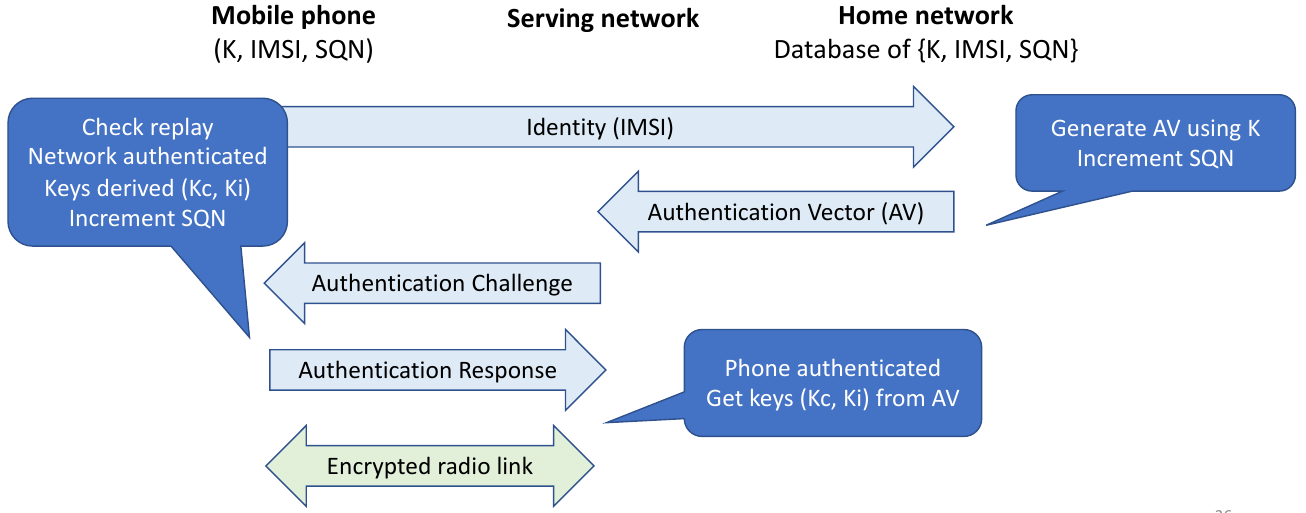 Mobile phone
(K, IMSI, SQN)
Serving network
Home network
Database of {K, IMSI, SQN}
Check replay
Network authenticated
Keys derived (Kc, Ki)
Increment SQN
Identity (IMSI)
Generate AV using K
Increment SQN
Authentication Vector (AV)
Authentication Challenge
Authentication Response
Phone authenticated
Get keys (Kc, Ki) from AV
Encrypted radio link